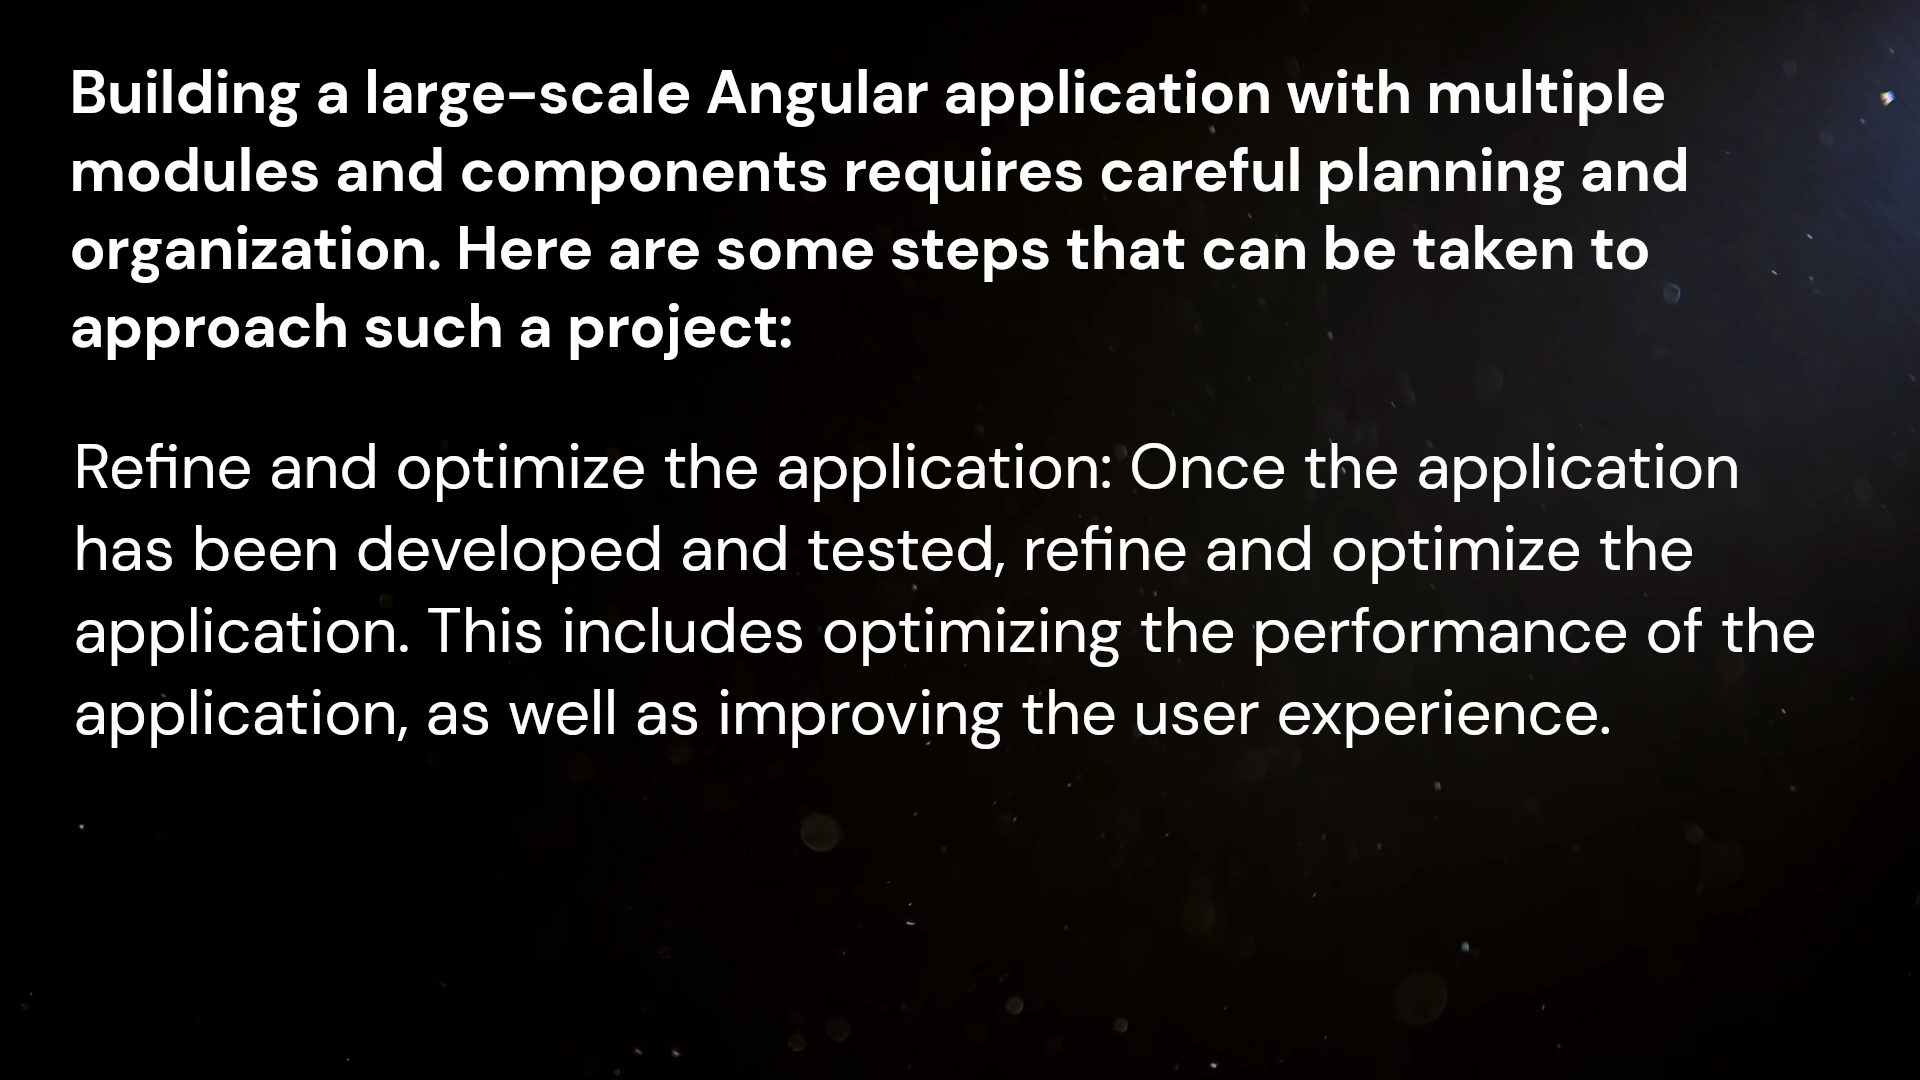 Building a large-scale Angular application with multiple
modules and components requires careful planning and
organization. Here are some steps that can be taken to
approach such a project:
Refine and optimize the application: Once the application
has been developed and tested, refine and optimize the
application. This includes optimizing the performance of the
application, as well as improving the user experience.